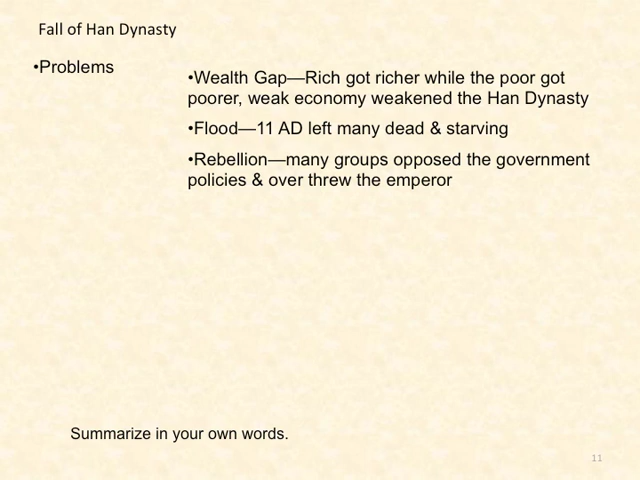 Fall of Han Dynasty
•Problems
•Wealth Gap—Rich got richer while the poor got
poorer, weak economy weakened the Han Dynasty
•Flood—11 AD left many dead & starving
•Rebellion—many groups opposed the government
policies & over threw the emperor
Summarize in your own words.
11